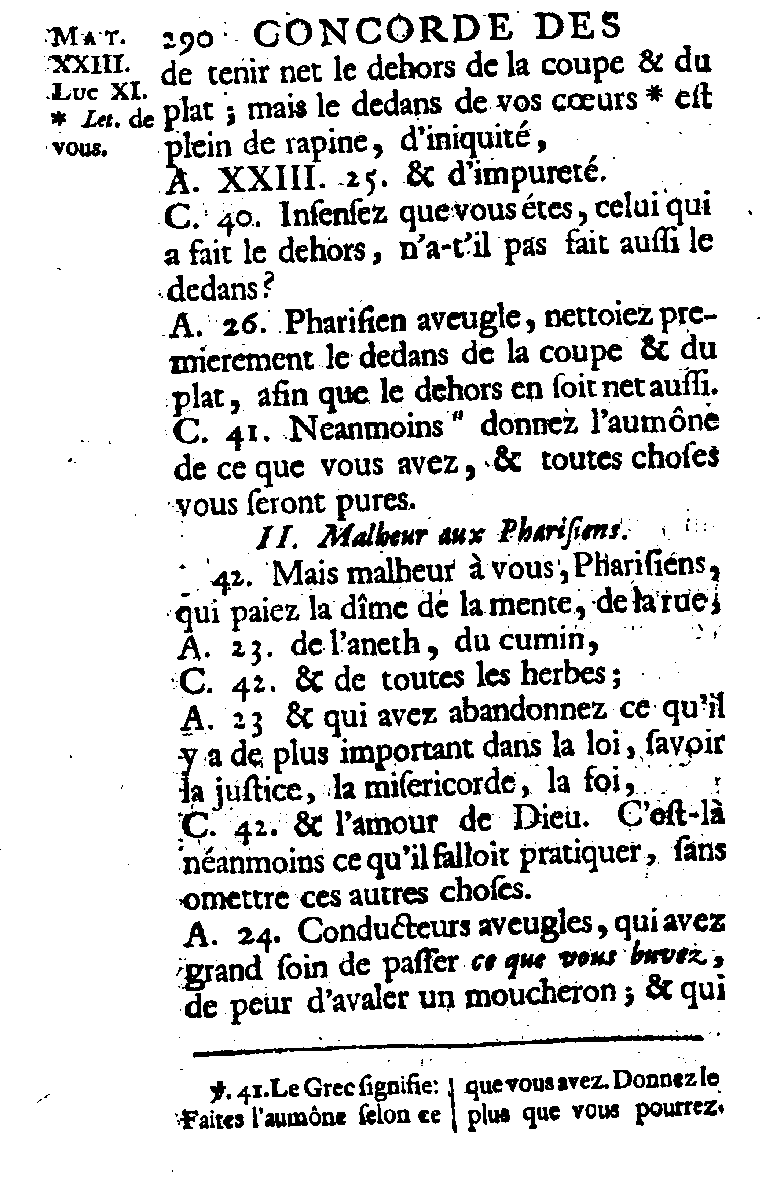 MAT.
XXIII.
Luc XI.
* Let. de
vous.
290 CONCORDE DES
de tenir net le dehors de la coupe & du
plat ; mais le dedans de vos cœurs * eſt
plein de rapine, d'iniquité,
A. XXIII. 25. & d'impureté.
C. 40. Inſenſez que vous étes, celui qui
a fait le dehors, n'a-t'il pas fait auſſi le
dedans?
A. 26. Phariſien aveugle, nettoiez pre-
mierement le dedans de la coupe & du
plat, afin que le dehors en ſoit net auſſi.
C. 41. Neanmoins " donnez l'aumône
de ce que vous avez, & toutes choſes
vous ſeront pures.
II. Malheur aux Phariſiens.
42. Mais malheur à vous, Phariſiens,
qui paiez la dîme de la mente, de la rue;
A. 23. de l'aneth, du cumin,
C. 42. & de toutes les herbes;
A. 23 & qui avez abandonnez ce qu'il
y a de plus important dans la loi, ſavoir
la juſtice, la miſericorde, la foi,
C. 42. & l'amour de Dieu. C'eſt-là
néanmoins ce qu'il falloit pratiquer, ſans
omettre ces autres choſes.
A. 24. Conducteurs aveugles, qui avez
grand ſoin de paſſer ce que vous buvez,
de peur d'avaler un moucheron; & qui
℣. 41. Le Grec ſignifie:
Faites l'aumône ſelon ce
que vous avez. Donnez le
plus que vous pourrez.